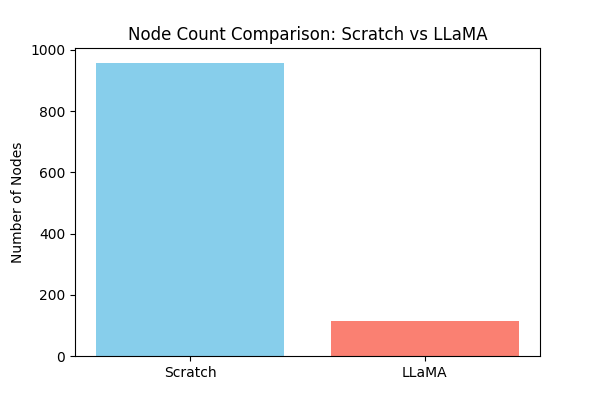 Node Count Comparison: Scratch vs LLaMA
Number of Nodes
1000
800
600
400
200
0
Scratch
LLaMA